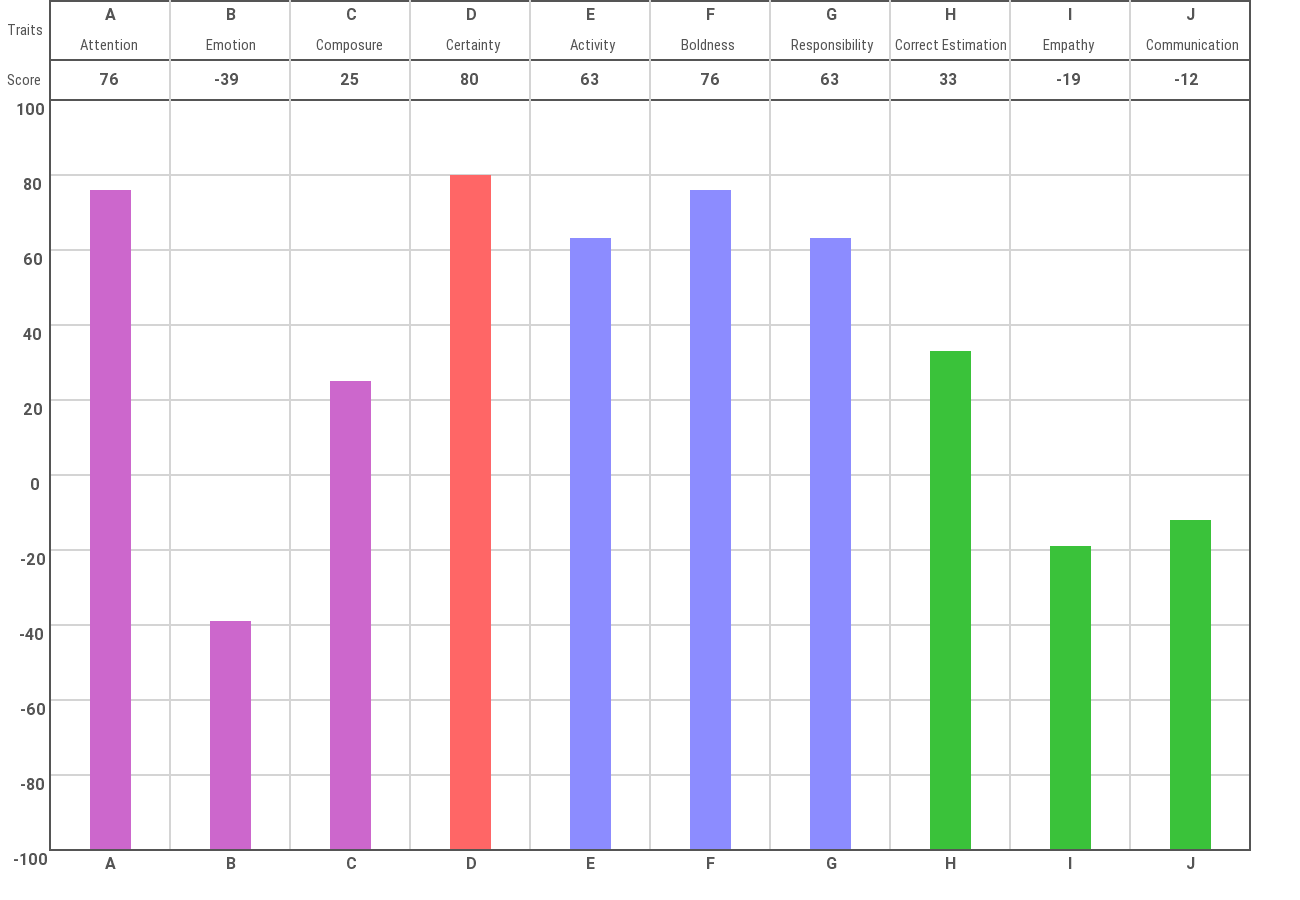 A B C D E F G H I J
Traits
Attention Emotion Composure Certainty Activity Boldness Responsibility Correct Estimation Empathy Communication
Score 76 -39 25 80 63 76 63 33 -19 -12
100
80
60
40
20
0
-20
-40
-60
-80
-100
A B C D E F G H I J